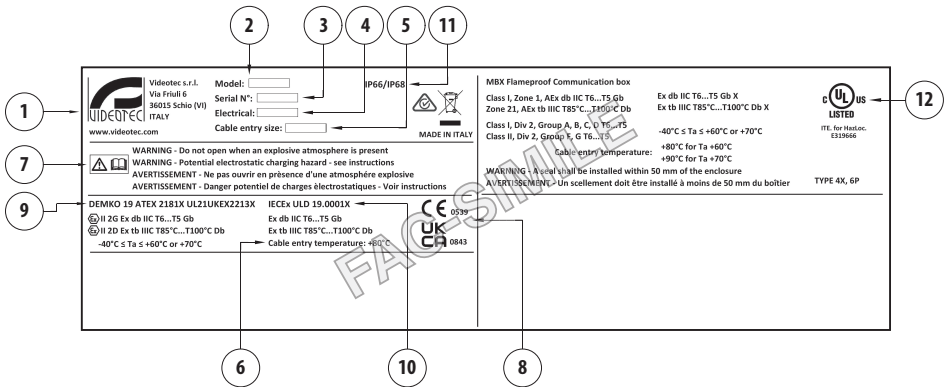 2
3
4
5
11
1
7
9
6
10
8
12
VIDEOTEC
Videotec s.r.l.
Via Friuli 6
36015 Schio (VI)
ITALY
www.videotec.com
Model:
Serial N°:
Electrical:
Cable entry size:
IP66/IP68
MADE IN ITALY
WARNING - Do not open when an explosive atmosphere is present
WARNING - Potential electrostatic charging hazard - see instructions
AVERTISSEMENT - Ne pas ouvrir en prèsence d'une atmosphére explosive
AVERTISSEMENT - Danger potentiel de charges èlectrostatiques - Voir instructions
DEMKO 19 ATEX 2181X UL21UKEX2213X
IECEx ULD 19.0001X
Ex II 2G Ex db IIC T6...T5 Gb
Ex db IIC T6...T5 Gb
Ex II 2D Ex tb IIIC T85°C...T100°C Db
Ex tb IIIC T85°C...T100°C Db
-40°C ≤ Ta ≤ +60°C or +70°C
Cable entry temperature: +80°C
CE 0539
UK CA 0843
MBX Flameproof Communication box
Class I, Zone 1, AEx db IIC T6...T5 Gb
Ex db IIC T6...T5 Gb X
Zone 21, AEx tb IIIC T85°C...T100°C Db
Ex tb IIIC T85°C...T100°C Db X
Class I, Div 2, Group A, B, C, D T6...T5
Class II, Div 2, Group F, G T6...T5
-40°C ≤ Ta ≤ +60°C or +70°C
Cable entry temperature:
+80°C for Ta +60°C
+90°C for Ta +70°C
WARNING - A seal shall be installed within 50 mm of the enclosure
AVERTISSEMENT - Un scellement doit être installé à moins de 50 mm du boîtier
C UL US
LISTED
ITE. for HazLoc.
E319666
TYPE 4X, 6P
FAC-SIMILE